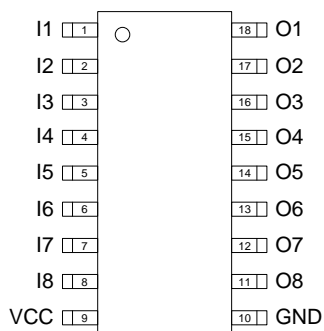 I1 1 18 O1
I2 2 17 O2
I3 3 16 O3
I4 4 15 O4
I5 5 14 O5
I6 6 13 O6
I7 7 12 O7
I8 8 11 O8
VCC 9 10 GND